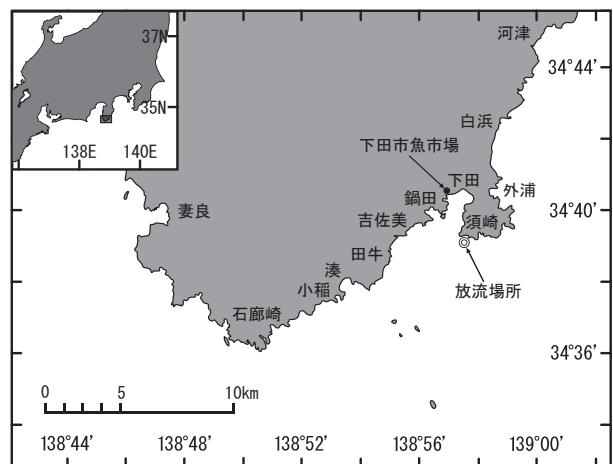 37N
35N
138E 140E
河津
34°44′
白浜
下田市魚市場
下田
外浦
鍋田
34°40′
妻良
吉佐美
須崎
田牛
湊
放流場所
小稲
石廊崎
34°36′
0 5 10km
138°44′ 138°48′ 138°52′ 138°56′ 139°00′